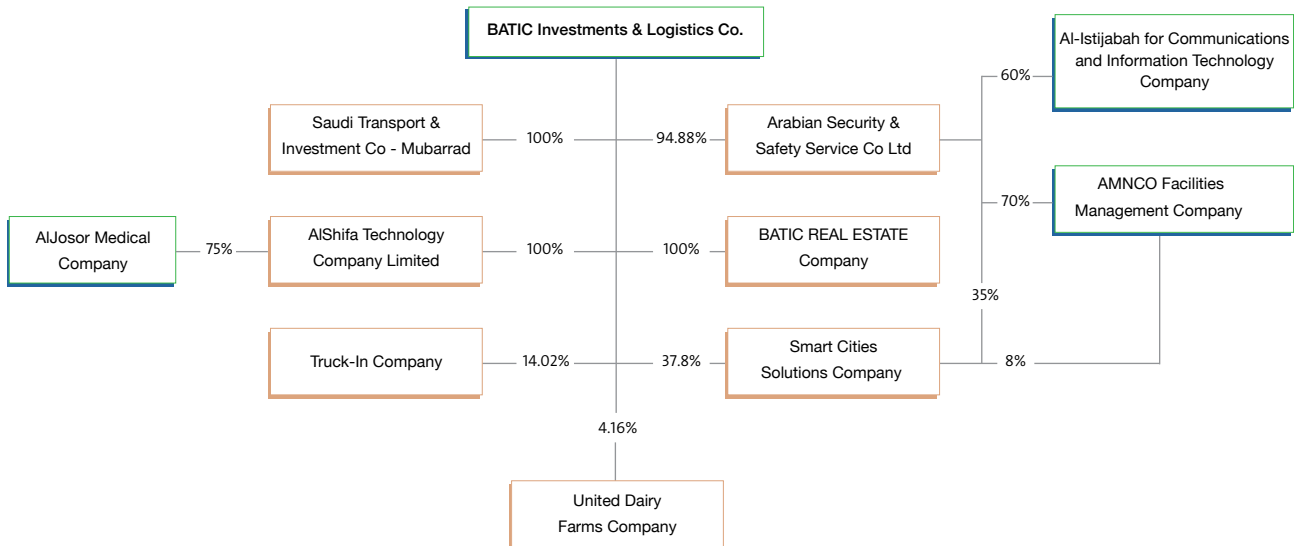 BATIC Investments & Logistics Co.
Al-Istijabah for Communications
and Information Technology
Company
60%
Saudi Transport &
Investment Co - Mubarrad
100%
94.88%
Arabian Security &
Safety Service Co Ltd
AMNCO Facilities
Management Company
70%
AlJosor Medical
Company
75%
AlShifa Technology
Company Limited
100%
100%
BATIC REAL ESTATE
Company
35%
Truck-In Company
14.02%
37.8%
Smart Cities
Solutions Company
8%
4.16%
United Dairy
Farms Company